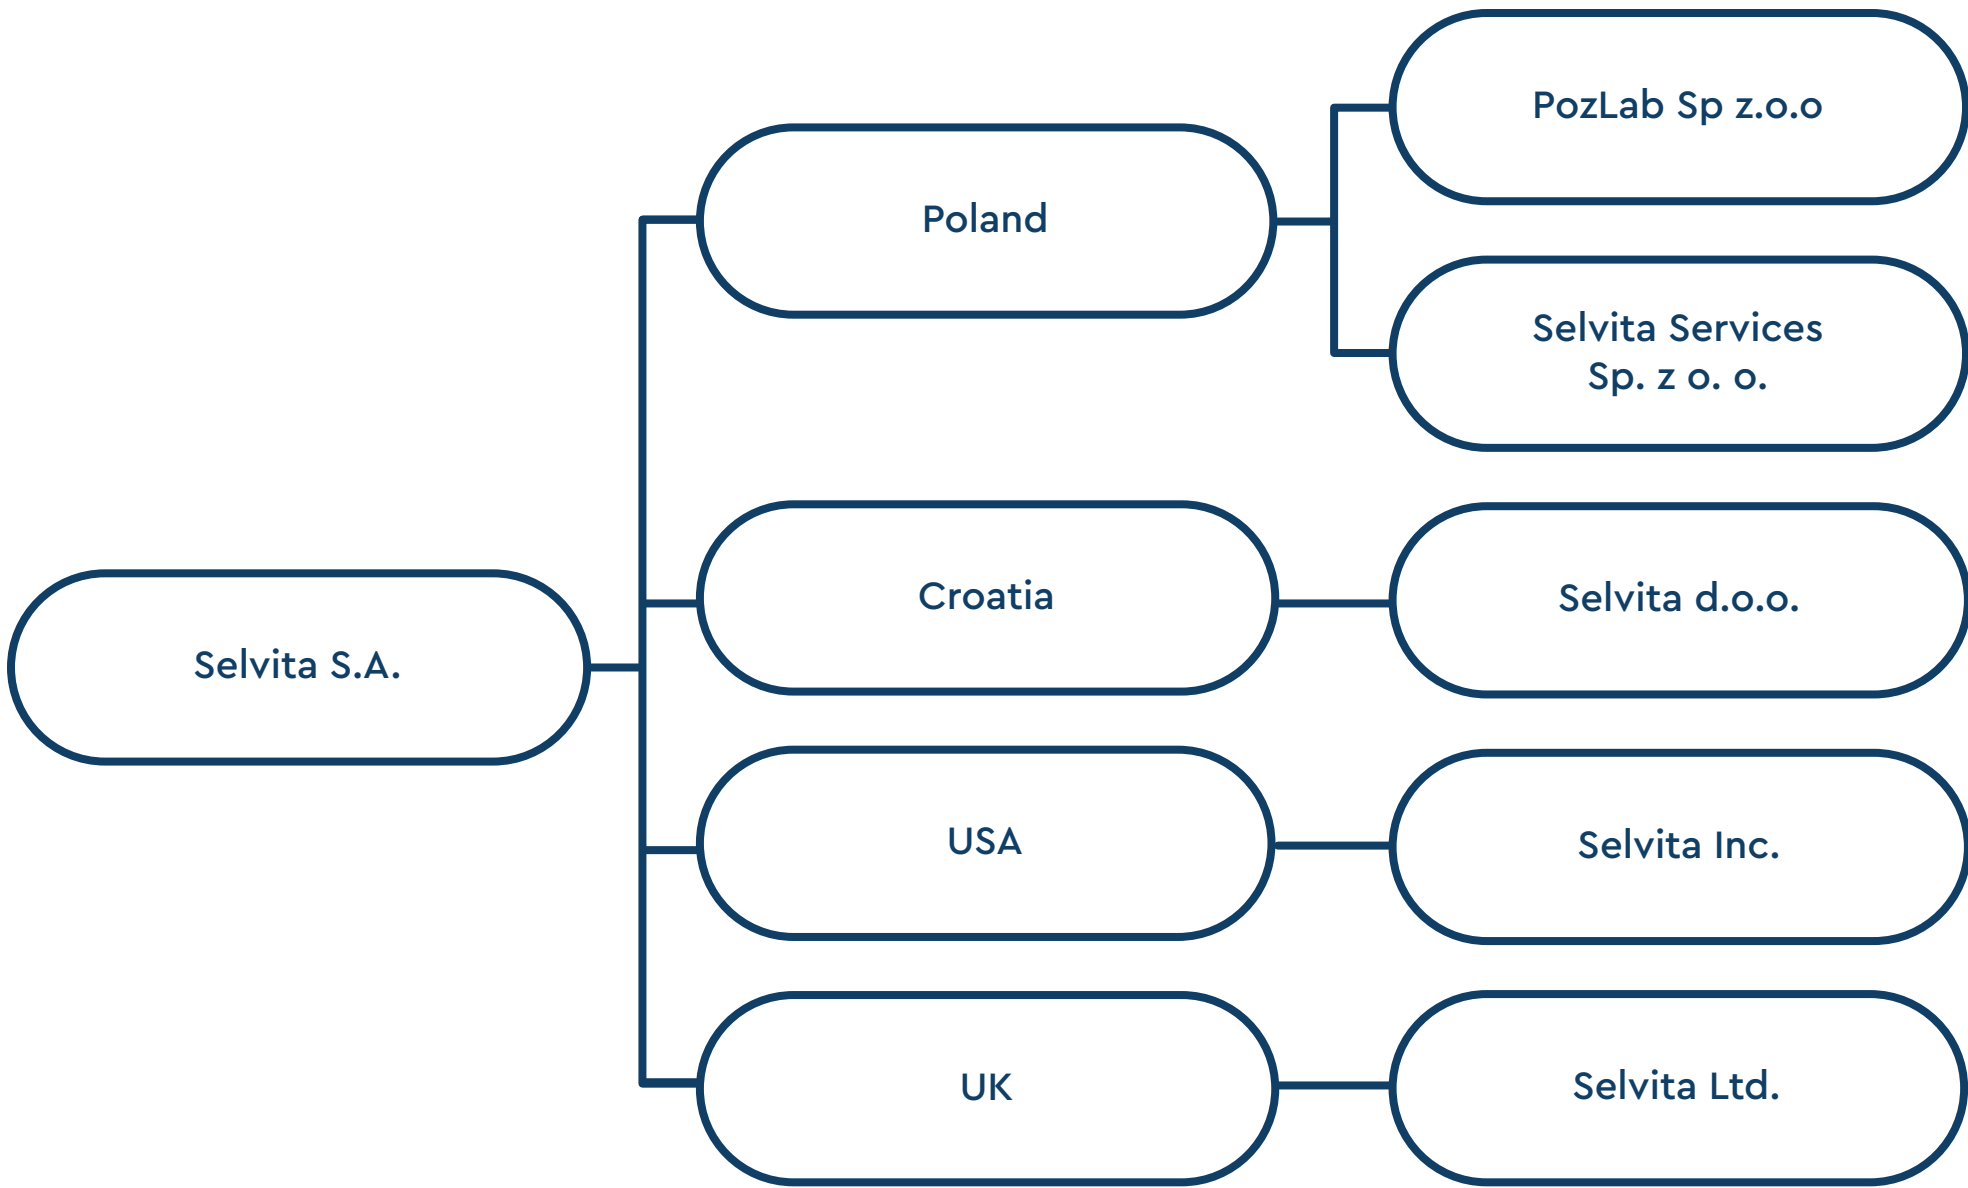 Selvita S.A.
Poland
PozLab Sp z.o.o
Selvita Services
Sp. z o. o.
Croatia
Selvita d.o.o.
USA
Selvita Inc.
UK
Selvita Ltd.